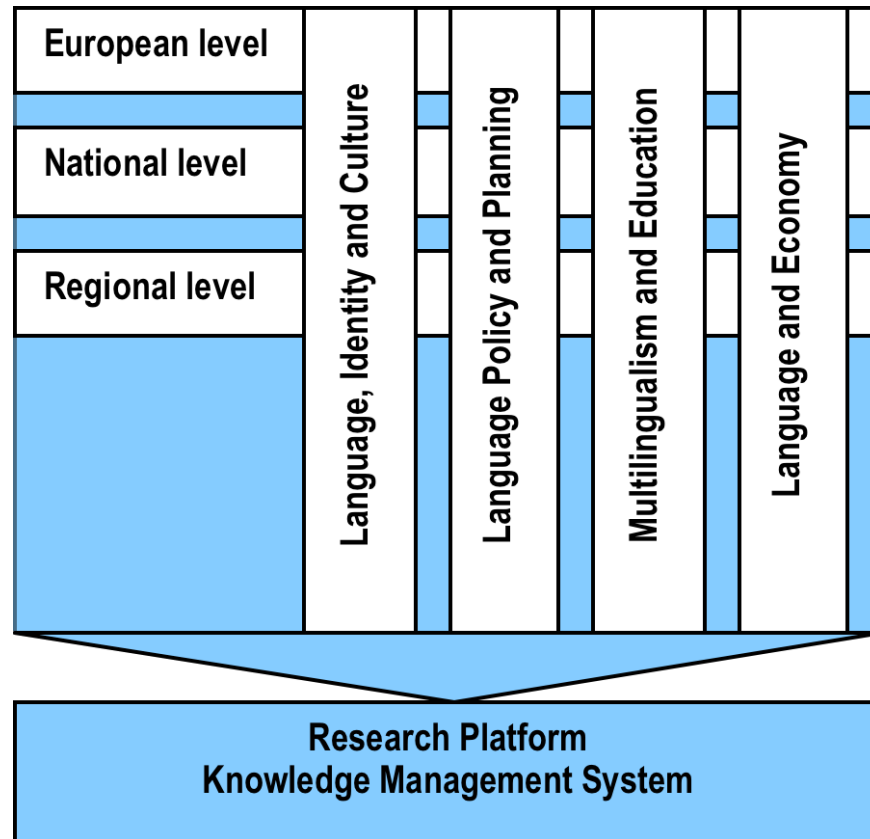 European level
National level
Regional level
Language, Identity and Culture
Language Policy and Planning
Multilingualism and Education
Language and Economy
Research Platform
Knowledge Management System